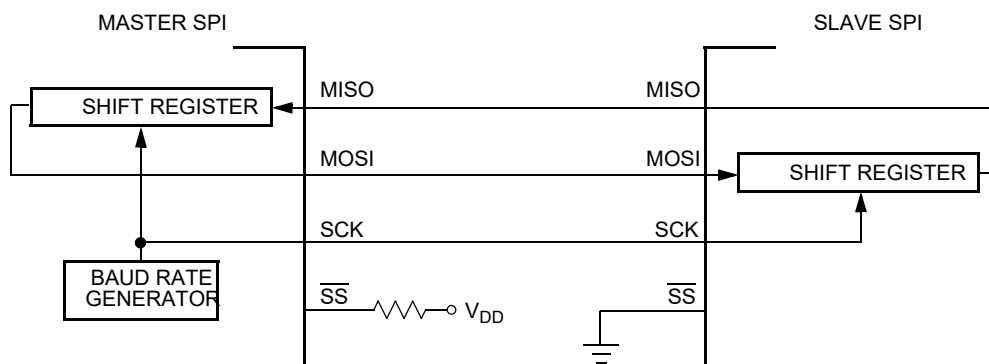 MASTER SPI
SLAVE SPI
MISO
MISO
SHIFT REGISTER
MOSI
MOSI
SHIFT REGISTER
SCK
SCK
BAUD RATE
GENERATOR
SS
VDD
SS